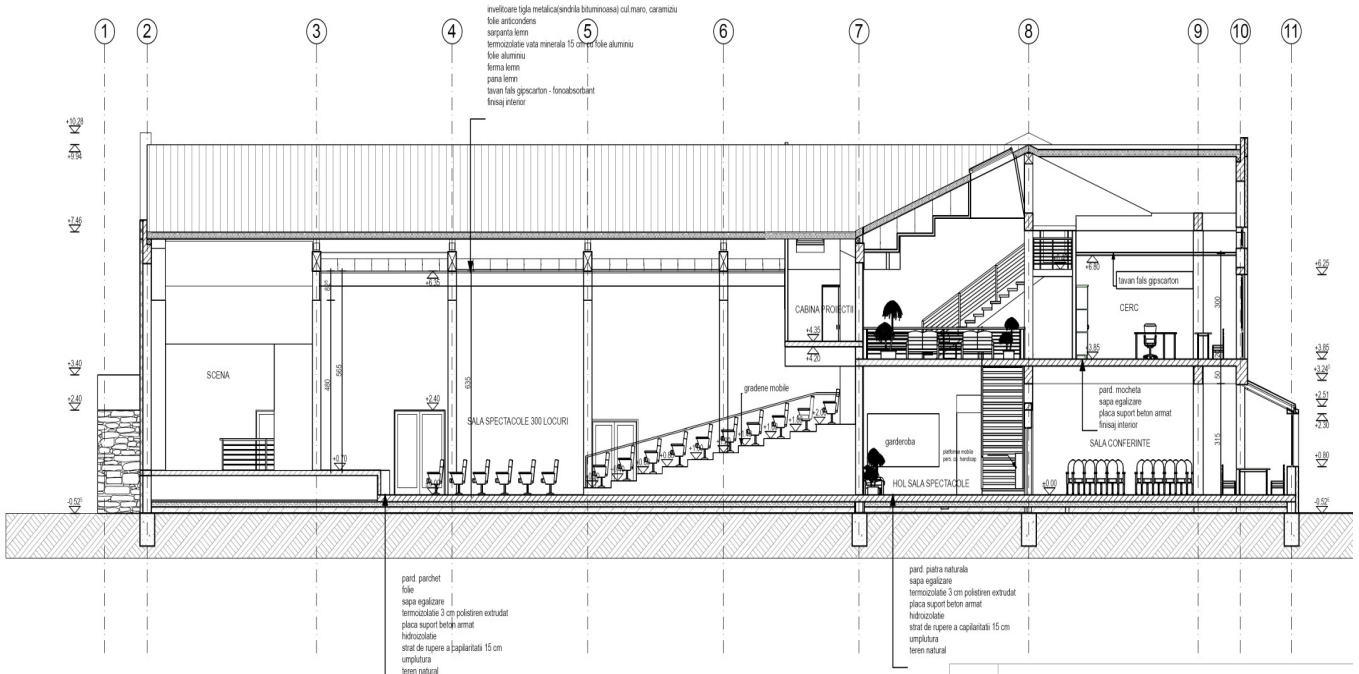 invelitoare tigla metalica(sindrila bituminoasa) cul.maro, caramiziu
folie anticondens
sarpanta lemn
termoizolatie vata minerala 15 cm cu folie aluminiu
folie aluminiu
ferma lemn
pana lemn
tavan fals gipscarton - fonoabsorbant
finisaj interior
1
2
3
4
5
6
7
8
9
10
11
+10.28
+9.94
+7.46
+3.40
+2.40
-0.52⁵
+6.35
565
480
635
SCENA
+0.70
+2.40
SALA SPECTACOLE 300 LOCURI
gradene mobile
CABINA PROIECTII
+4.35
+4.20
+6.80
tavan fals gipscarton
CERC
300
+3.85
50
315
pard. mocheta
sapa egalizare
placa suport beton armat
finisaj interior
SALA CONFERINTE
garderoba
platforma mobila
pers. cu handicap
HOL SALA SPECTACOLE
+0.00
+6.25
+3.85
+3.24⁵
+2.51
+2.30
+0.80
-0.52⁵
pard. parchet
folie
sapa egalizare
termoizolatie 3 cm polistiren extrudat
placa suport beton armat
hidroizolatie
strat de rupere a capilaritatii 15 cm
umplutura
teren natural
pard. piatra naturala
sapa egalizare
termoizolatie 3 cm polistiren extrudat
placa suport beton armat
hidroizolatie
strat de rupere a capilaritatii 15 cm
umplutura
teren natural